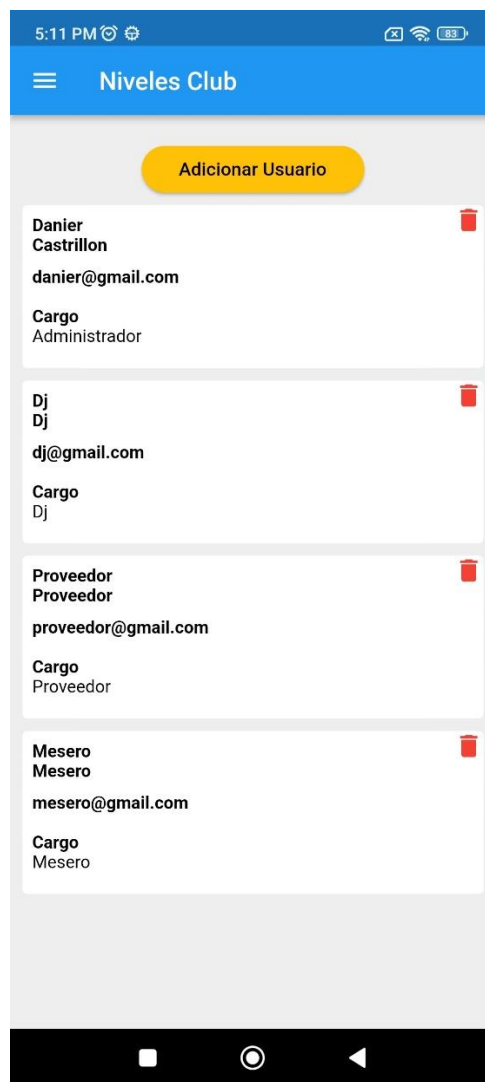 5:11 PM
83
Niveles Club
Adicionar Usuario
Danier
Castrillon
danier@gmail.com
Cargo
Administrador
Dj
Dj
dj@gmail.com
Cargo
Dj
Proveedor
Proveedor
proveedor@gmail.com
Cargo
Proveedor
Mesero
Mesero
mesero@gmail.com
Cargo
Mesero